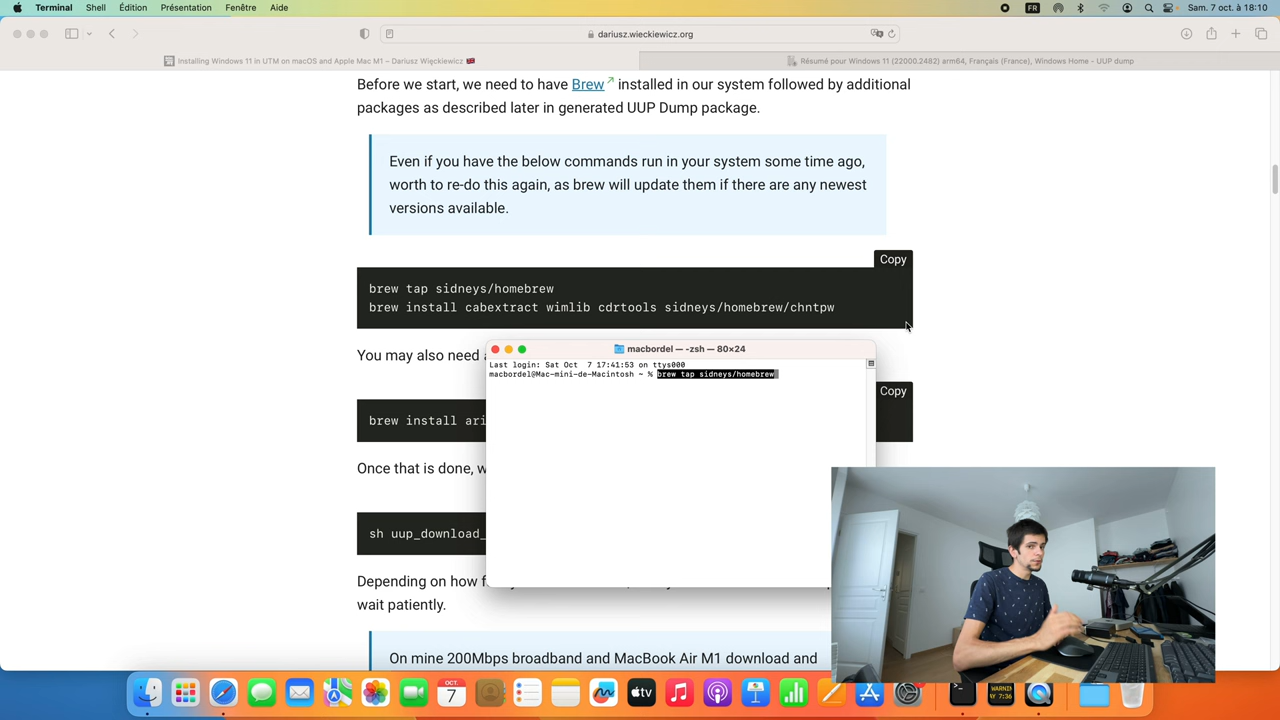 Terminal Shell Édition Présentation Fenêtre Aide FR Sam. 7 oct. à 18:10
dariusz.wieckiewicz.org
Installing Windows 11 in UTM on macOS and Apple Mac M1 – Dariusz Więckiewicz
Résumé pour Windows 11 (22000.2482) arm64, Français (France), Windows Home - UUP dump
Before we start, we need to have Brew installed in our system followed by additional
packages as described later in generated UUP Dump package.
Even if you have the below commands run in your system some time ago,
worth to re-do this again, as brew will update them if there are any newest
versions available.
Copy
brew tap sidneys/homebrew
brew install cabextract wimlib cdrtools sidneys/homebrew/chntpw
You may also need
macbordel — -zsh — 80×24
Last login: Sat Oct 7 17:41:53 on ttys000
macbordel@Mac-mini-de-Macintosh ~ % brew tap sidneys/homebrew
Copy
brew install
Once that is done,
sh uup_download_
Depending on how
wait patiently.
On mine 200Mbps broadband and MacBook Air M1 download and
OCT.
7
tv
WARNIN
7:36